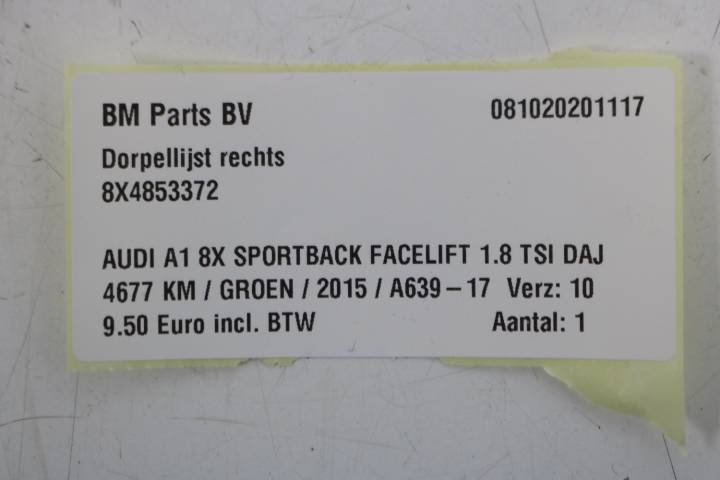 BM Parts BV 081020201117
Dorpellijst rechts
8X4853372
AUDI A1 8X SPORTBACK FACELIFT 1.8 TSI DAJ
4677 KM / GROEN / 2015 / A639-17 Verz: 10
9.50 Euro incl. BTW Aantal: 1